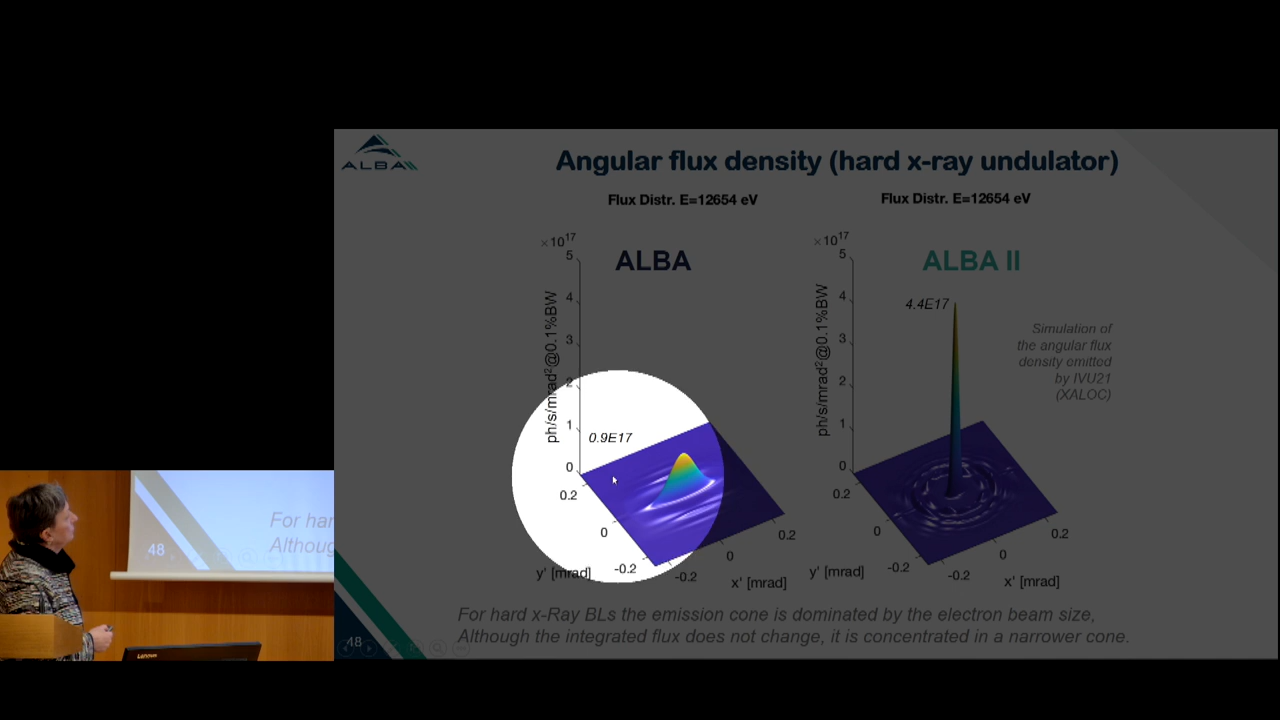 ALBA
Angular flux density (hard x-ray undulator)
Flux Distr. E=12654 eV
×10¹⁷
ALBA
5
4
3
2
1
0
ph/s/mrad²@0.1%BW
0.9E17
0.2
0
-0.2
y' [mrad]
-0.2
0
0.2
x' [mrad]
Flux Distr. E=12654 eV
×10¹⁷
ALBA II
5
4
3
2
1
0
ph/s/mrad²@0.1%BW
4.4E17
Simulation of
the angular flux
density emitted
by IVU21
(XALOC)
0.2
0
-0.2
y' [mrad]
-0.2
0
0.2
x' [mrad]
For hard x-Ray BLs the emission cone is dominated by the electron beam size,
Although the integrated flux does not change, it is concentrated in a narrower cone.
48
For har
Althoug
48
Lenovo